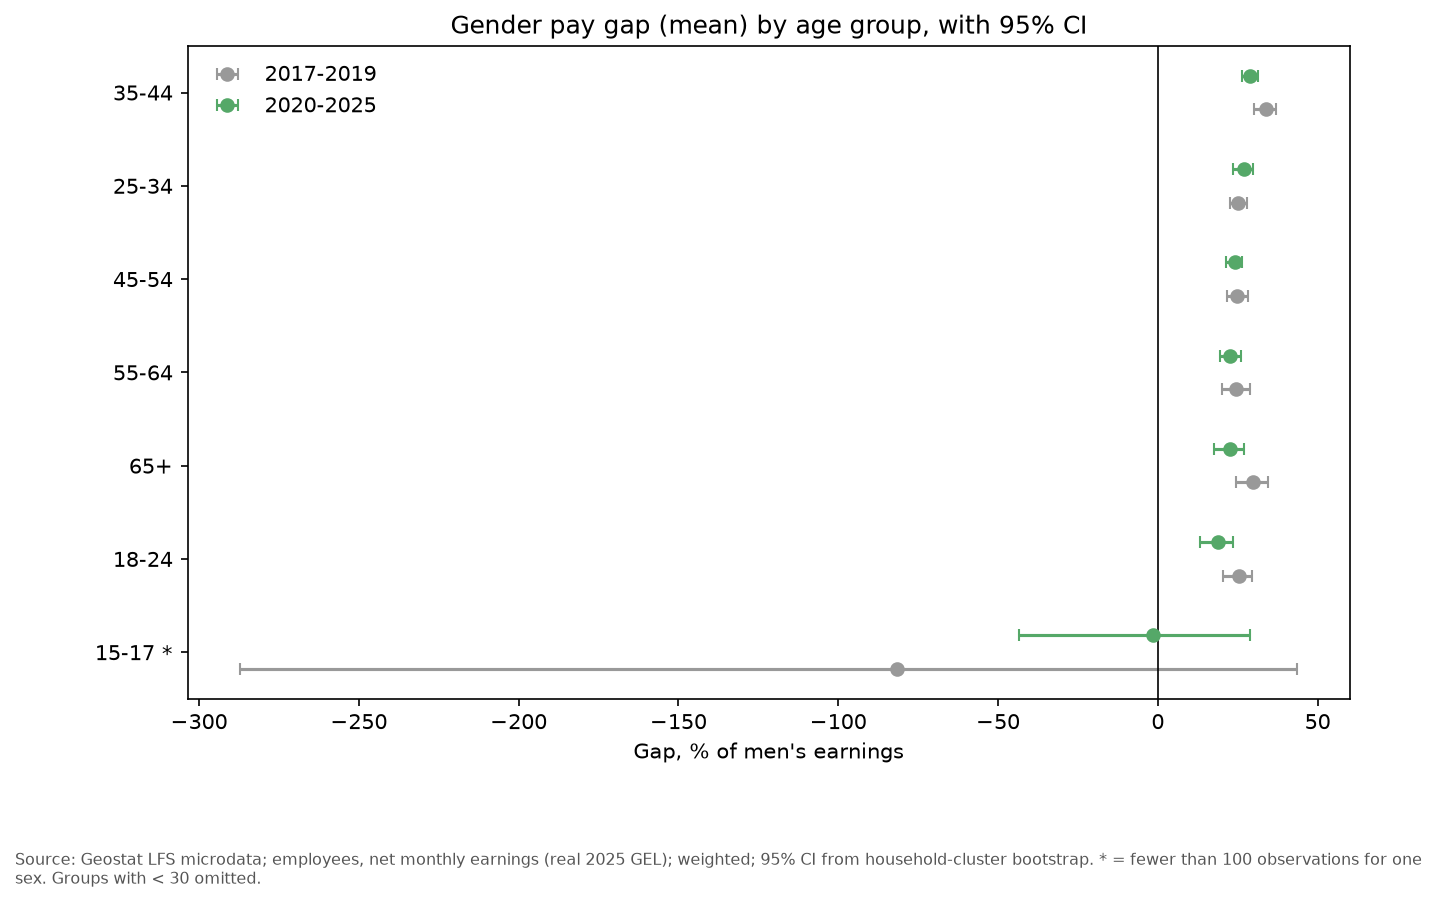 Gender pay gap (mean) by age group, with 95% CI
2017-2019
2020-2025
35-44
25-34
45-54
55-64
65+
18-24
15-17 *
−300 −250 −200 −150 −100 −50 0 50
Gap, % of men's earnings
Source: Geostat LFS microdata; employees, net monthly earnings (real 2025 GEL); weighted; 95% CI from household-cluster bootstrap. * = fewer than 100 observations for one
sex. Groups with < 30 omitted.